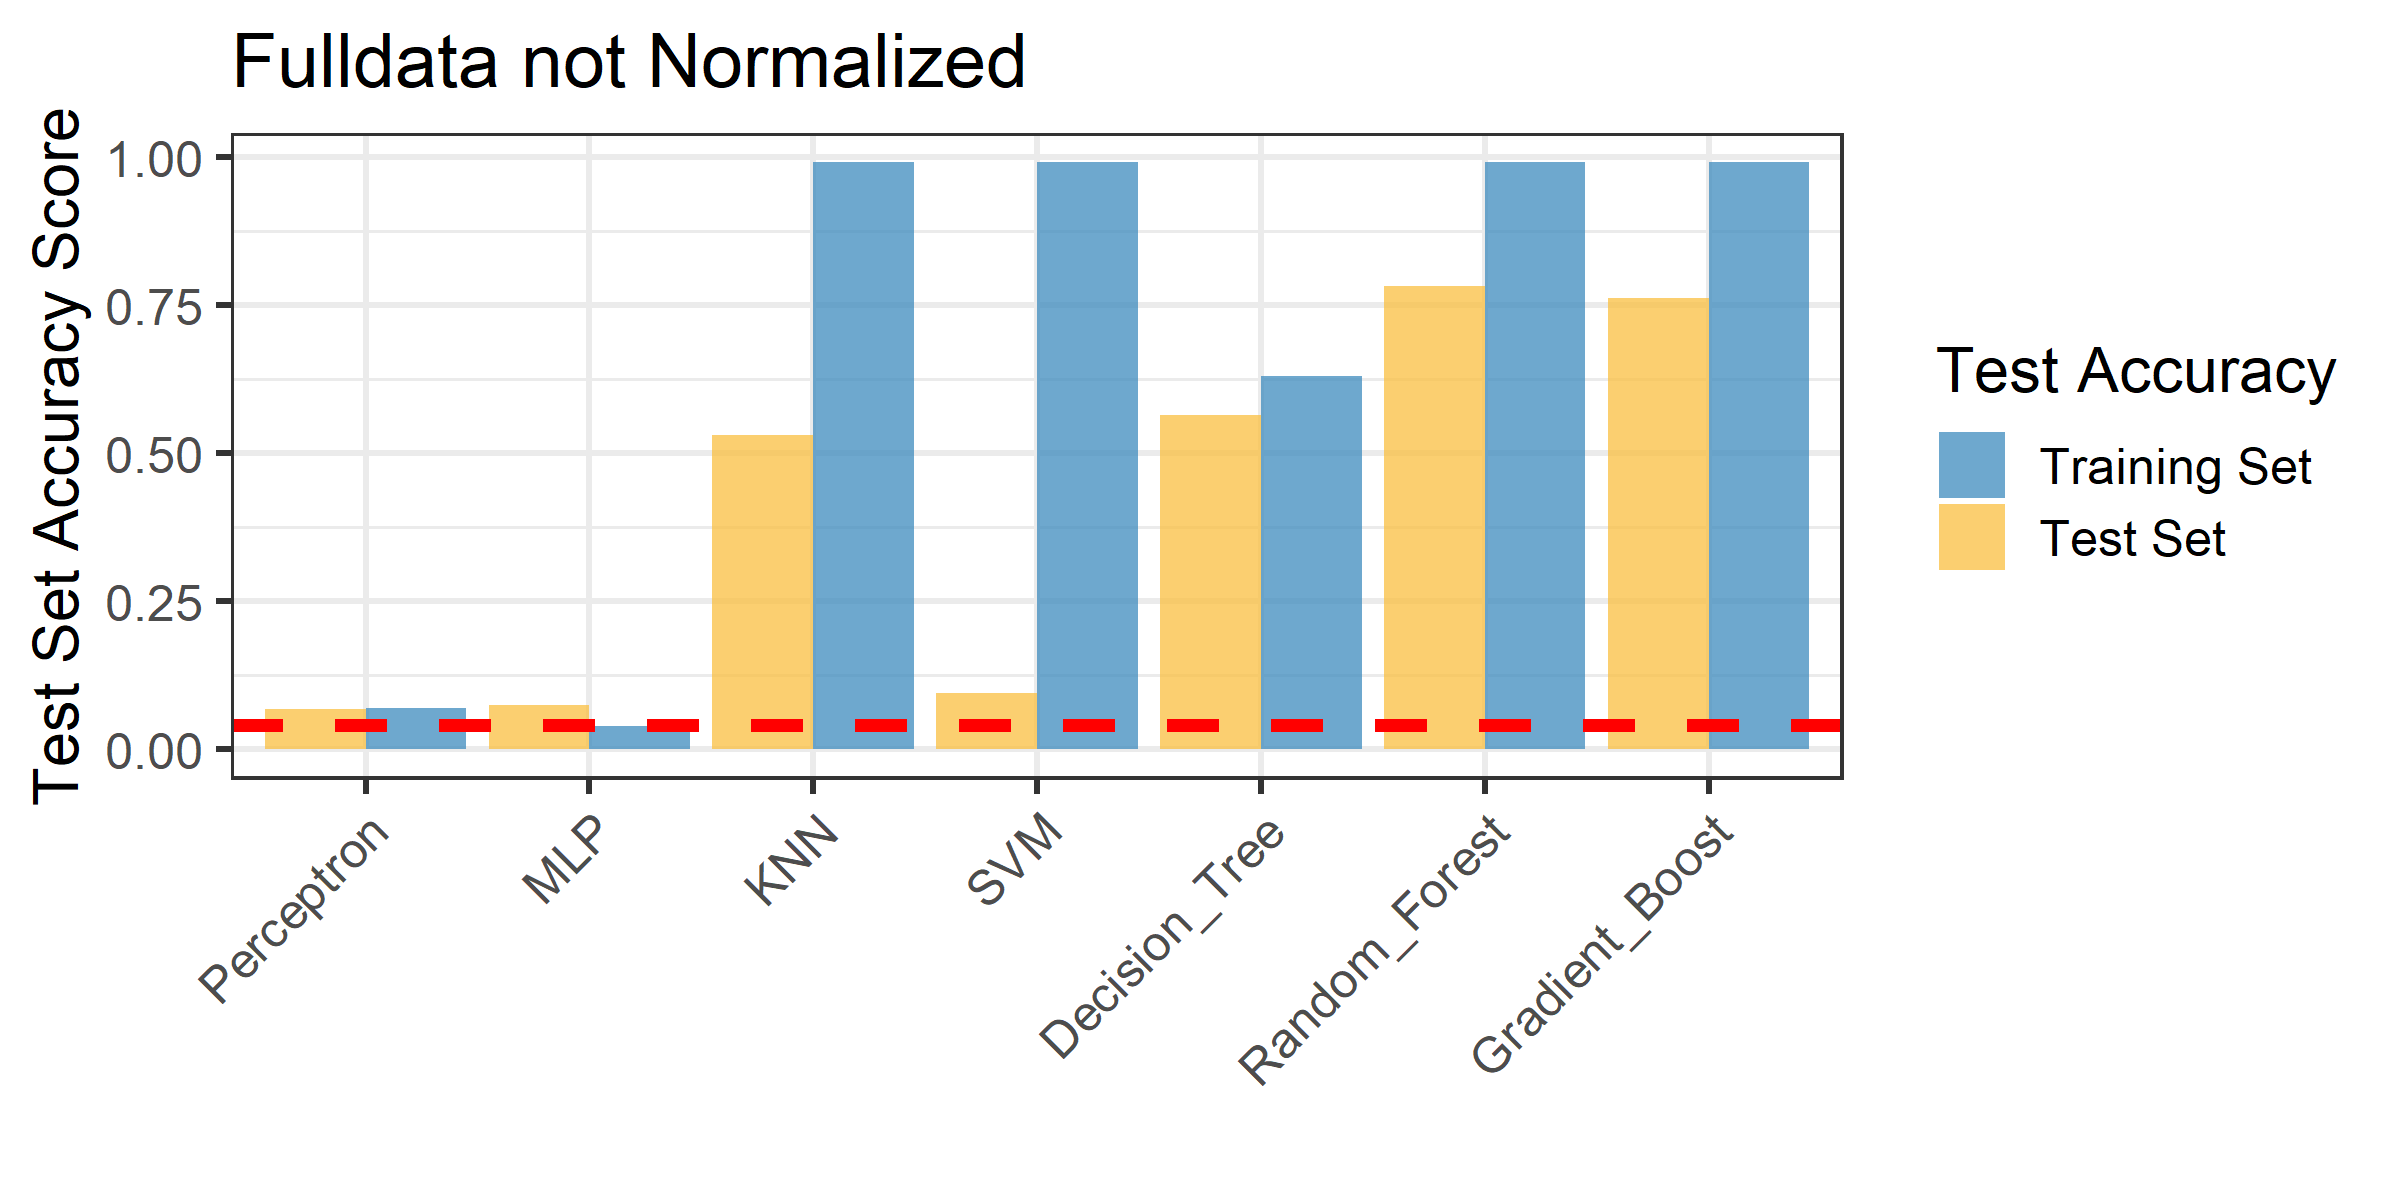 Fulldata not Normalized
Test Set Accuracy Score
1.00
0.75
0.50
0.25
0.00
Perceptron
MLP
KNN
SVM
Decision_Tree
Random_Forest
Gradient_Boost
Test Accuracy
Training Set
Test Set